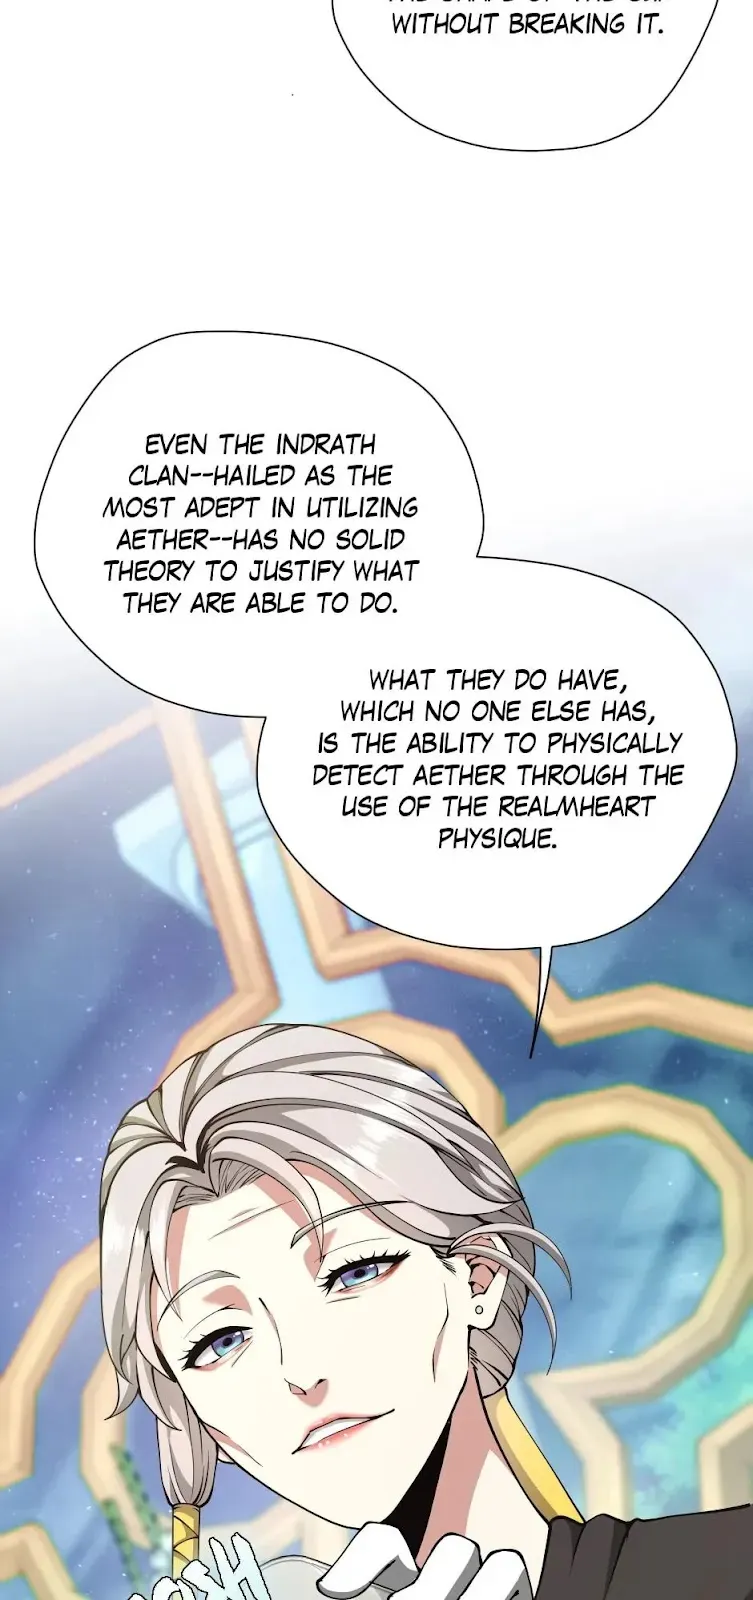 WITHOUT BREAKING IT.
EVEN THE INDRATH
CLAN--HAILED AS THE
MOST ADEPT IN UTILIZING
AETHER--HAS NO SOLID
THEORY TO JUSTIFY WHAT
THEY ARE ABLE TO DO.
WHAT THEY DO HAVE,
WHICH NO ONE ELSE HAS,
IS THE ABILITY TO PHYSICALLY
DETECT AETHER THROUGH THE
USE OF THE REALMHEART
PHYSIQUE.